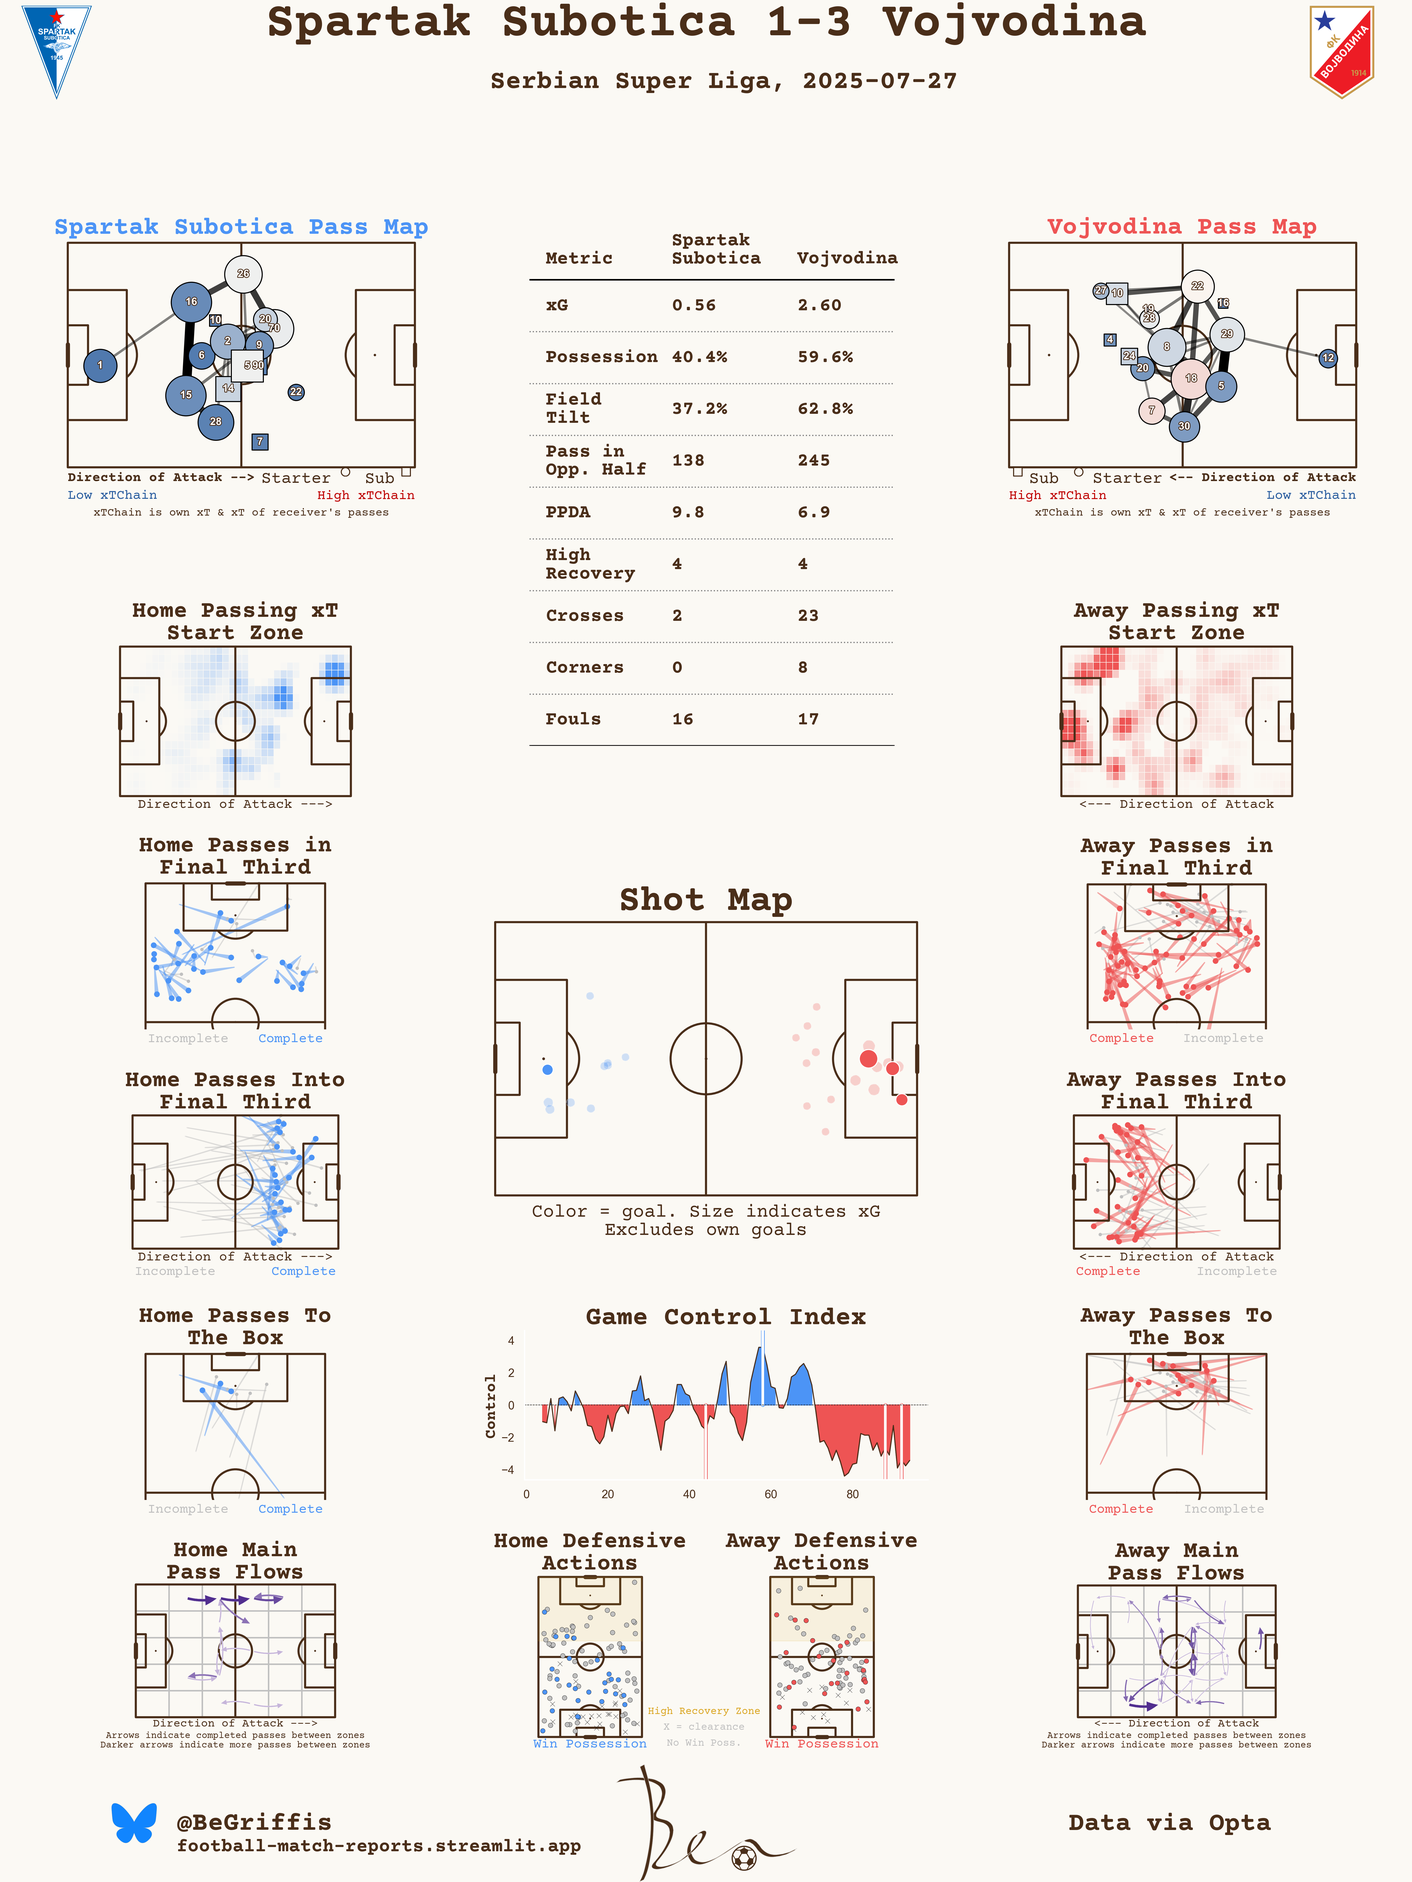 Spartak Subotica 1-3 Vojvodina
Serbian Super Liga, 2025-07-27
SPARTAK
SUBOTICA
1945
ФК
ВОЈВОДИНА
1914
Spartak Subotica Pass Map
26
16
10
20
70
2
9
6
1
5
90
14
15
22
28
7
Direction of Attack --> Starter Sub
Low xTChain High xTChain
xTChain is own xT & xT of receiver's passes
Metric Spartak Subotica Vojvodina
xG 0.56 2.60
Possession 40.4% 59.6%
Field Tilt 37.2% 62.8%
Pass in Opp. Half 138 245
PPDA 9.8 6.9
High Recovery 4 4
Crosses 2 23
Corners 0 8
Fouls 16 17
Vojvodina Pass Map
27
10
22
16
19
28
29
4
8
24
12
20
18
5
7
30
Sub Starter <-- Direction of Attack
High xTChain Low xTChain
xTChain is own xT & xT of receiver's passes
Home Passing xT
Start Zone
Direction of Attack --->
Away Passing xT
Start Zone
<--- Direction of Attack
Home Passes in
Final Third
Incomplete Complete
Away Passes in
Final Third
Complete Incomplete
Shot Map
Color = goal. Size indicates xG
Excludes own goals
Home Passes Into
Final Third
Direction of Attack --->
Incomplete Complete
Away Passes Into
Final Third
<--- Direction of Attack
Complete Incomplete
Home Passes To
The Box
Incomplete Complete
Game Control Index
Control
4
2
0
−2
−4
0 20 40 60 80
Away Passes To
The Box
Complete Incomplete
Home Main
Pass Flows
Direction of Attack --->
Arrows indicate completed passes between zones
Darker arrows indicate more passes between zones
Home Defensive
Actions
Win Possession
High Recovery Zone
X = clearance
No Win Poss.
Away Defensive
Actions
Win Possession
Away Main
Pass Flows
<--- Direction of Attack
Arrows indicate completed passes between zones
Darker arrows indicate more passes between zones
@BeGriffis
football-match-reports.streamlit.app
Ben
Data via Opta